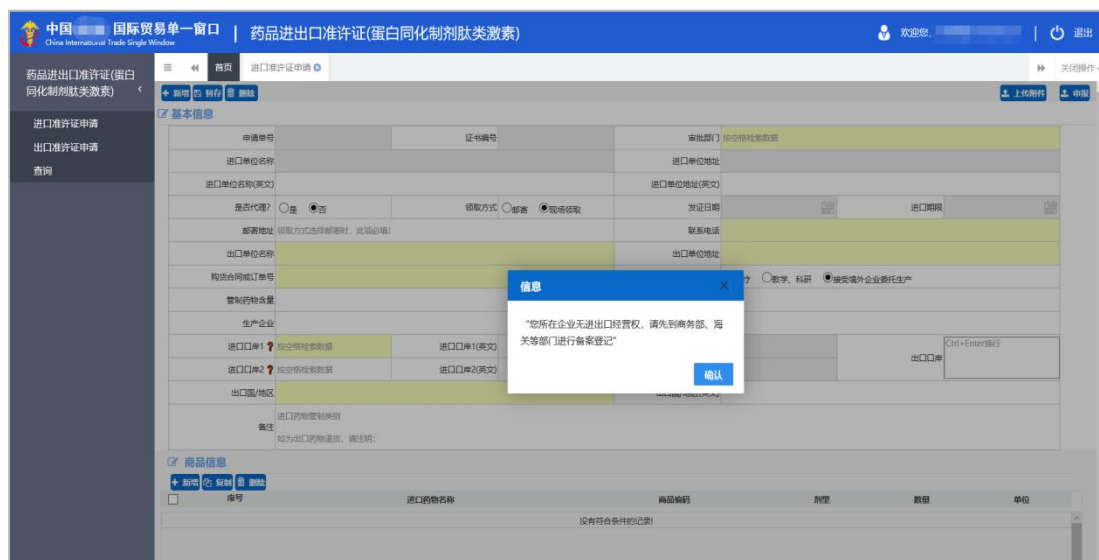 中国 国际贸易单一窗口 | 药品进出口准许证(蛋白同化制剂肽类激素)
China International Trade Single Window
欢迎您, | 退出
药品进出口准许证(蛋白
同化制剂肽类激素)
首页 进口准许证申请 关闭操作
新增 暂存 删除 上传附件 申报
进口准许证申请
出口准许证申请
查询
基本信息
申请单号 证书编号 审批部门 按空格检索数据
进口单位名称 进口单位地址
进口单位名称(英文) 进口单位地址(英文)
是否代理? 是 否 领取方式 邮寄 现场领取 发证日期 进口期限
邮寄地址 领取方式选择邮寄时,此项必填! 联系电话
出口单位名称 出口单位地址
购货合同或订单号 教学、科研 接受境外企业委托生产
管制药物含量
生产企业
进口口岸1 ? 按空格检索数据 进口口岸1(英文) 出口口岸 Ctrl+Enter换行
进口口岸2 ? 按空格检索数据 进口口岸2(英文)
出口国/地区
备注 进口药物管制类别
如为出口药物退货,请注明:
信息 ×
“您所在企业无进出口经营权,请先到商务部、海
关等部门进行备案登记”
确认
商品信息
新增 复制 删除
序号 进口药物名称 商品编码 剂型 数量 单位
没有符合条件的记录!